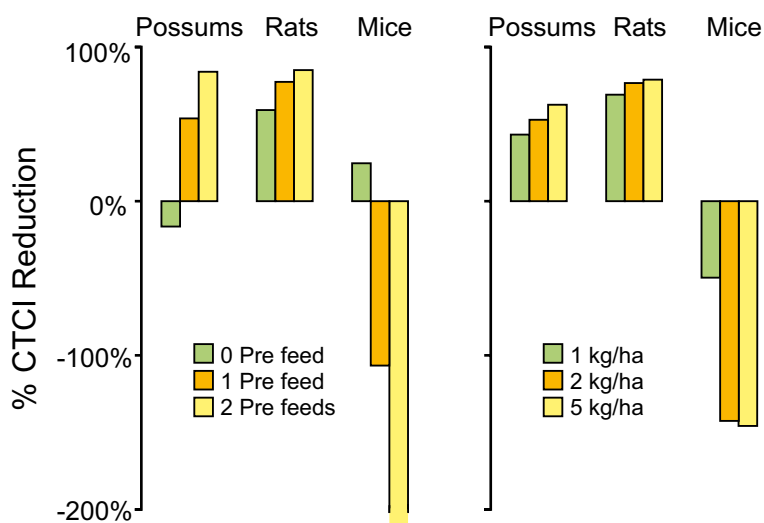 Possums Rats Mice
Possums Rats Mice
100%
0%
-100%
-200%
% CTCI Reduction
0 Pre feed
1 Pre feed
2 Pre feeds
1 kg/ha
2 kg/ha
5 kg/ha